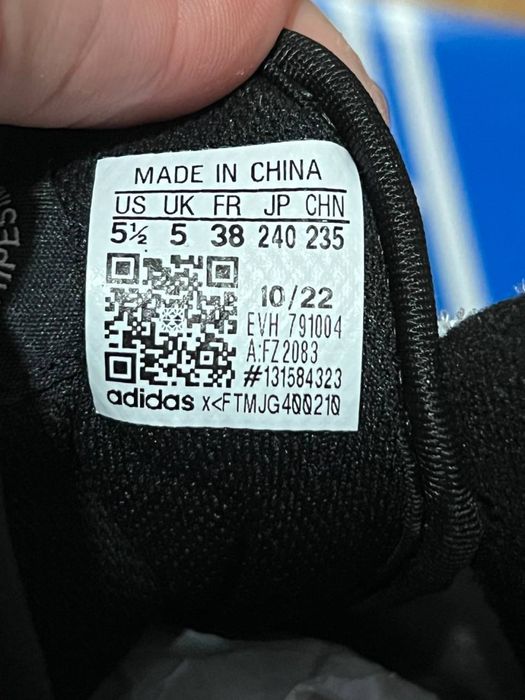 MADE IN CHINA
US UK FR JP CHN
5½ 5 38 240 235
10/22
EVH 791004
A:FZ2083
#131584323
adidas x<FTMJG400210